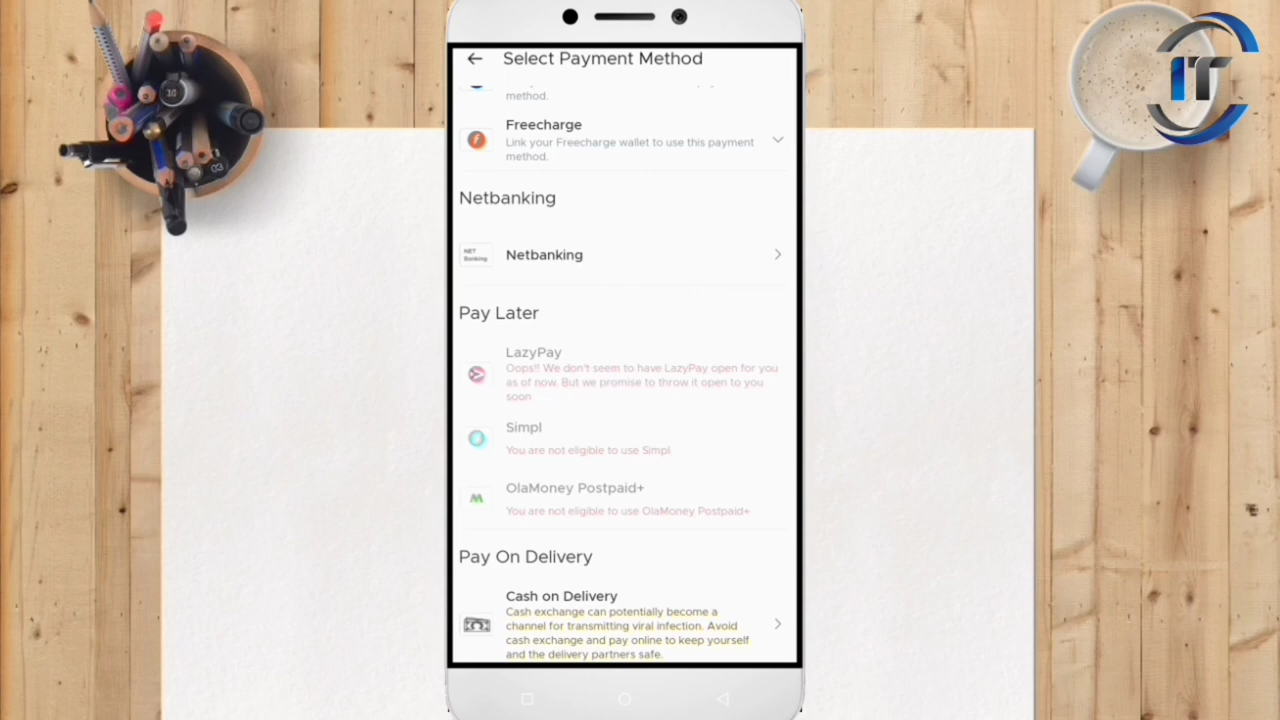 Select Payment Method
method.
Freecharge
Link your Freecharge wallet to use this payment
method.
Netbanking
NET
Banking
Netbanking
Pay Later
LazyPay
Oops!! We don't seem to have LazyPay open for you
as of now. But we promise to throw it open to you
soon
Simpl
You are not eligible to use Simpl
OlaMoney Postpaid+
You are not eligible to use OlaMoney Postpaid+
Pay On Delivery
Cash on Delivery
Cash exchange can potentially become a
channel for transmitting viral infection. Avoid
cash exchange and pay online to keep yourself
and the delivery partners safe.
IT